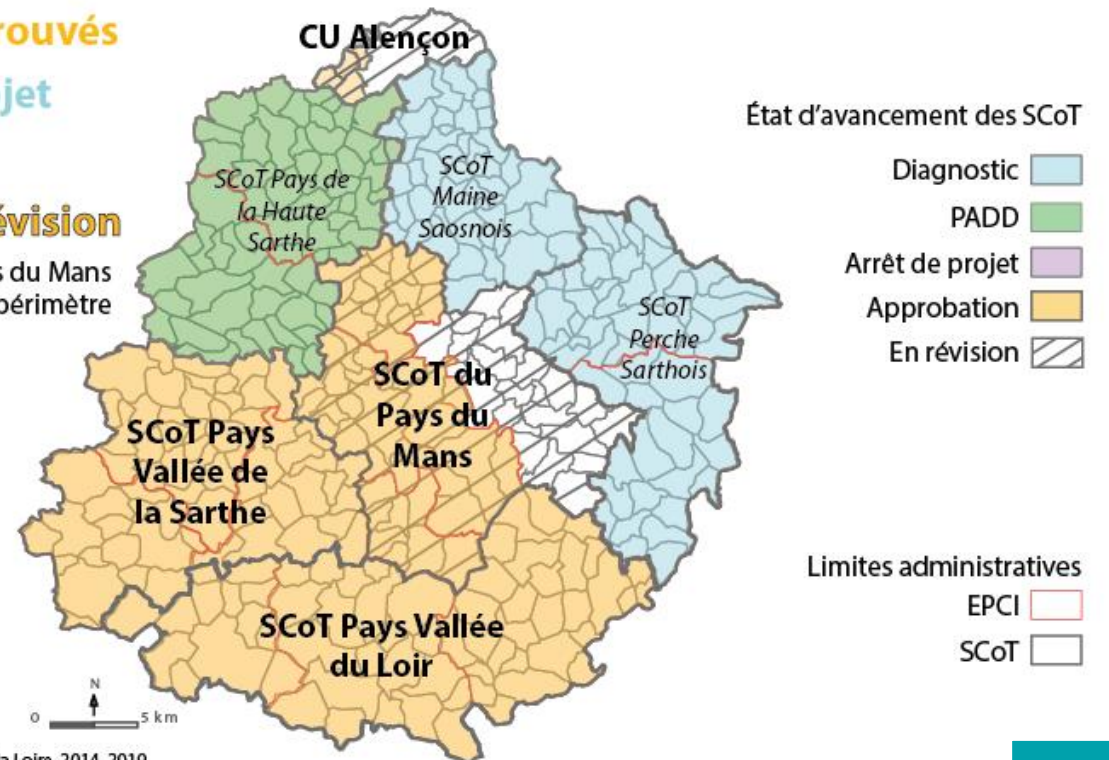 rouvés
jet
évision
s du Mans
périmètre
CU Alençon
SCoT Pays de
la Haute
Sarthe
SCoT
Maine
Saosnois
SCoT
Perche
Sarthois
SCoT du
Pays du
Mans
SCoT Pays
Vallée de
la Sarthe
SCoT Pays Vallée
du Loir
État d’avancement des SCoT
Diagnostic
PADD
Arrêt de projet
Approbation
En révision
Limites administratives
EPCI
SCoT
N
0 5 km
la Loire, 2014, 2019